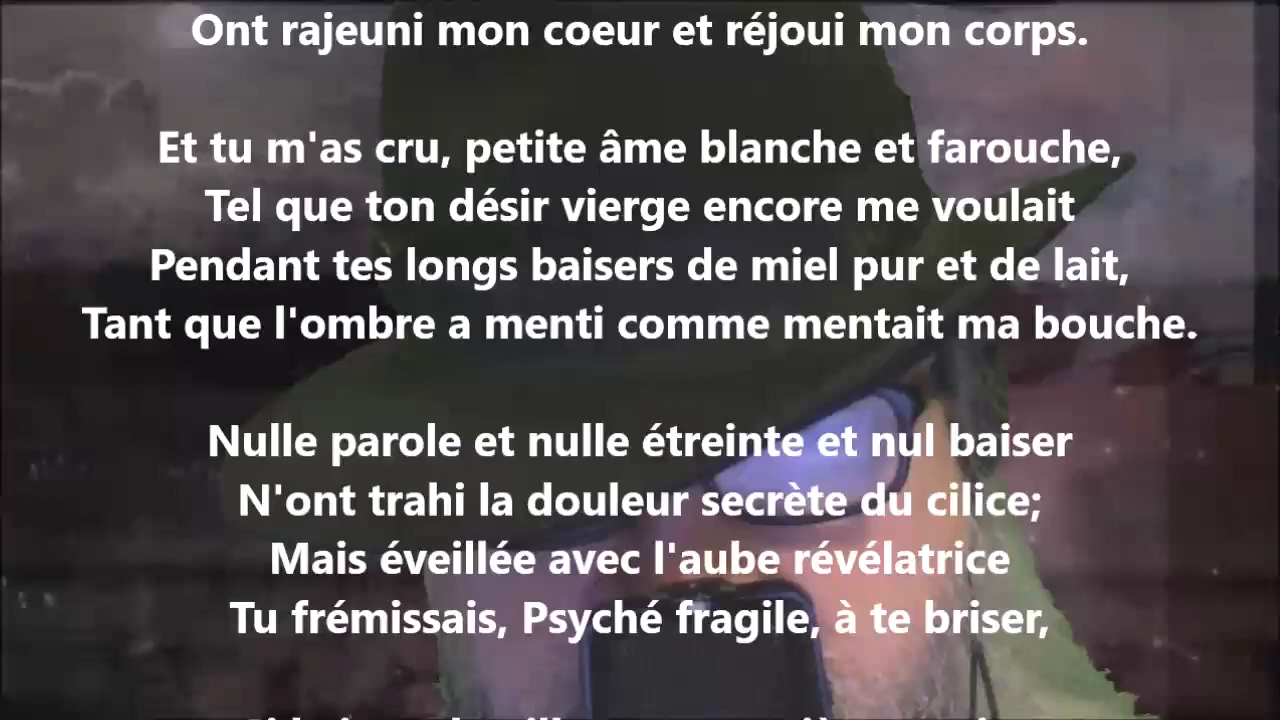 Ont rajeuni mon coeur et réjoui mon corps.
Et tu m'as cru, petite âme blanche et farouche,
Tel que ton désir vierge encore me voulait
Pendant tes longs baisers de miel pur et de lait,
Tant que l'ombre a menti comme mentait ma bouche.
Nulle parole et nulle étreinte et nul baiser
N'ont trahi la douleur secrète du cilice;
Mais éveillée avec l'aube révélatrice
Tu frémissais, Psyché fragile, à te briser,